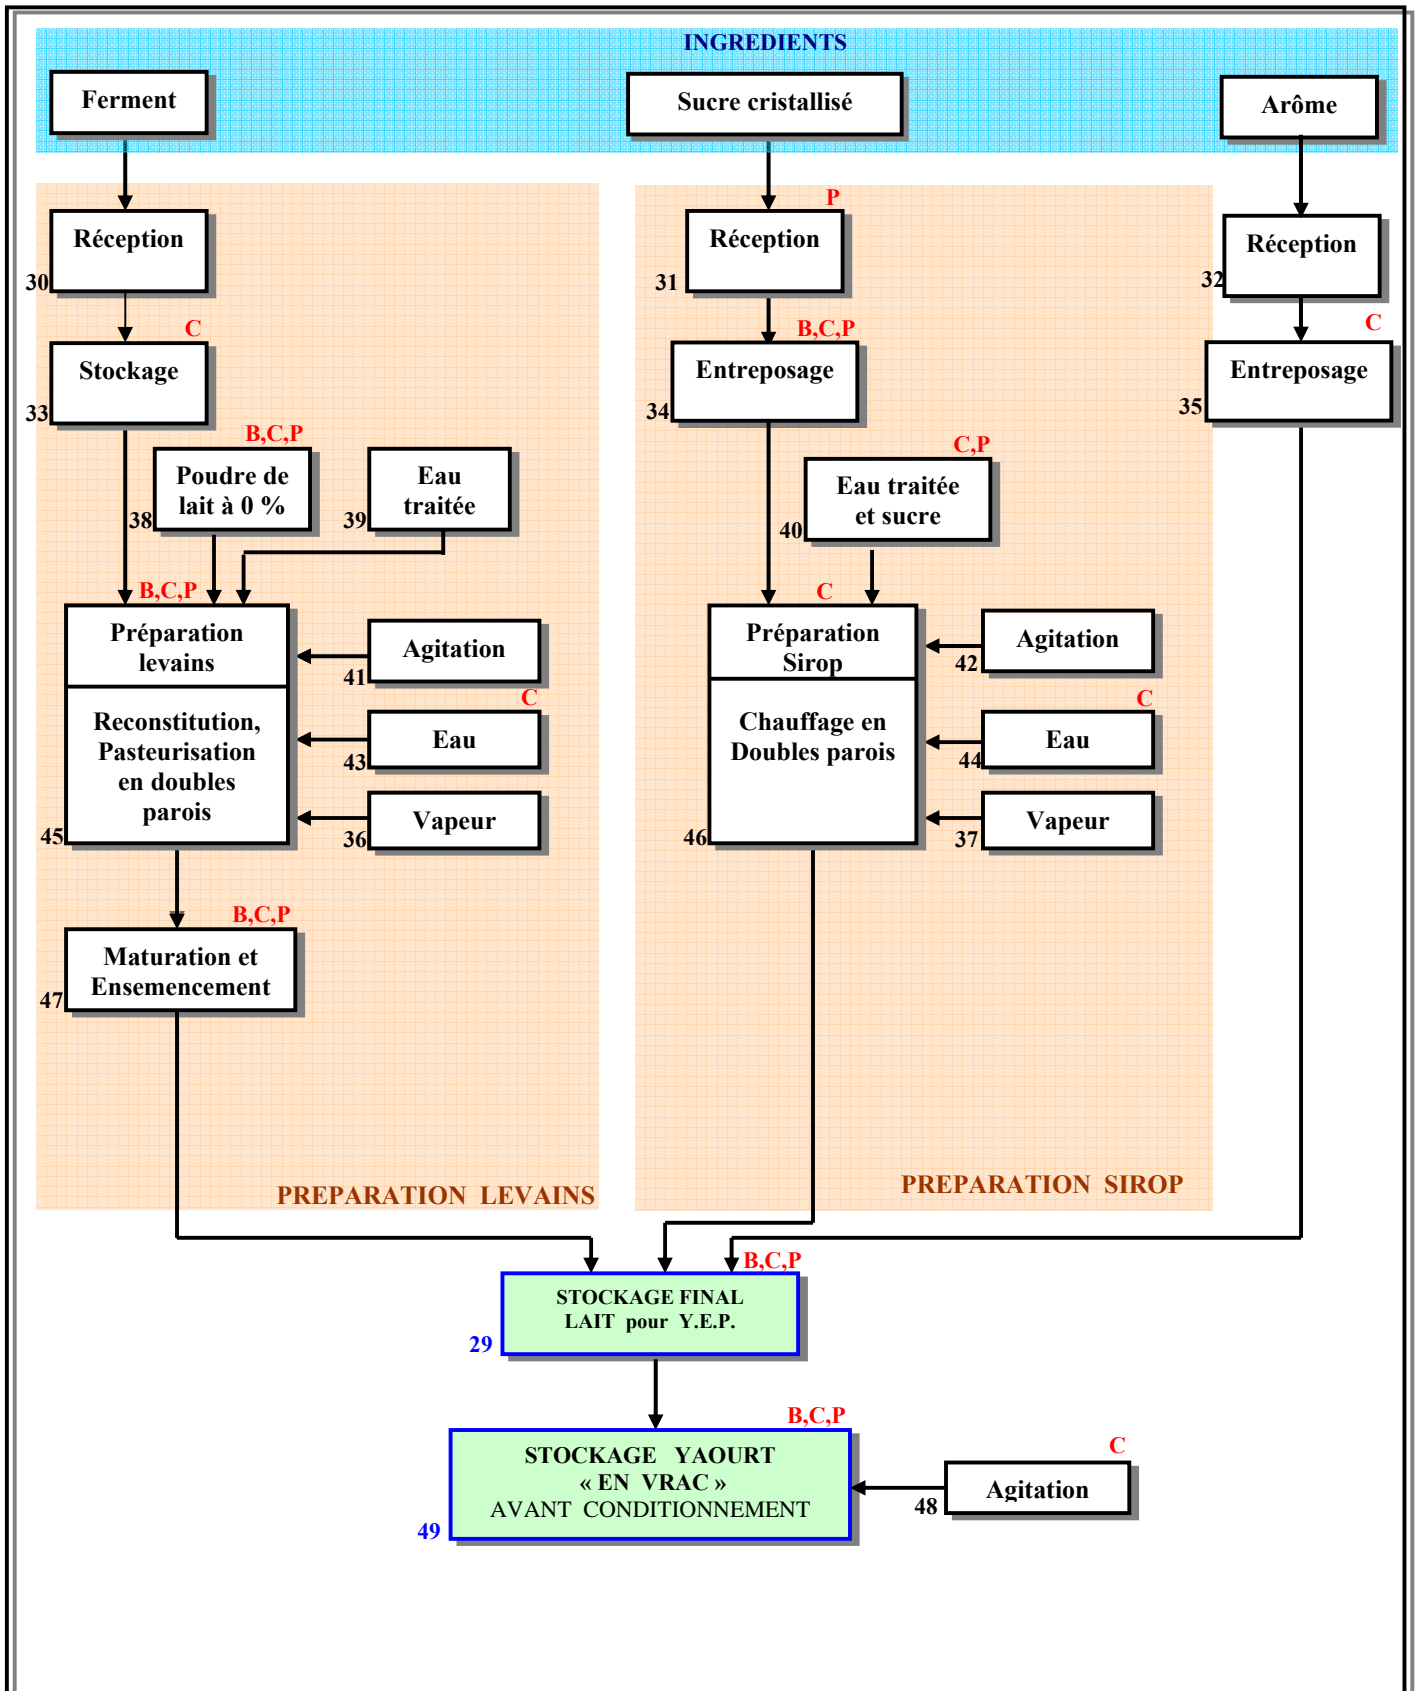 INGREDIENTS
Ferment
Sucre cristallisé
Arôme
P
Réception
30
Réception
31
Réception
32
C
Stockage
33
B,C,P
Entreposage
34
C
Entreposage
35
B,C,P
Poudre de
lait à 0 %
38
Eau
traitée
39
C,P
Eau traitée
et sucre
40
B,C,P
Préparation
levains
Reconstitution,
Pasteurisation
en doubles
parois
45
Agitation
41
C
Eau
43
Vapeur
36
C
Préparation
Sirop
Chauffage en
Doubles parois
46
Agitation
42
C
Eau
44
Vapeur
37
B,C,P
Maturation et
Ensemencement
47
PREPARATION LEVAINS
PREPARATION SIROP
B,C,P
STOCKAGE FINAL
LAIT pour Y.E.P.
29
B,C,P
STOCKAGE YAOURT
« EN VRAC »
AVANT CONDITIONNEMENT
49
C
Agitation
48